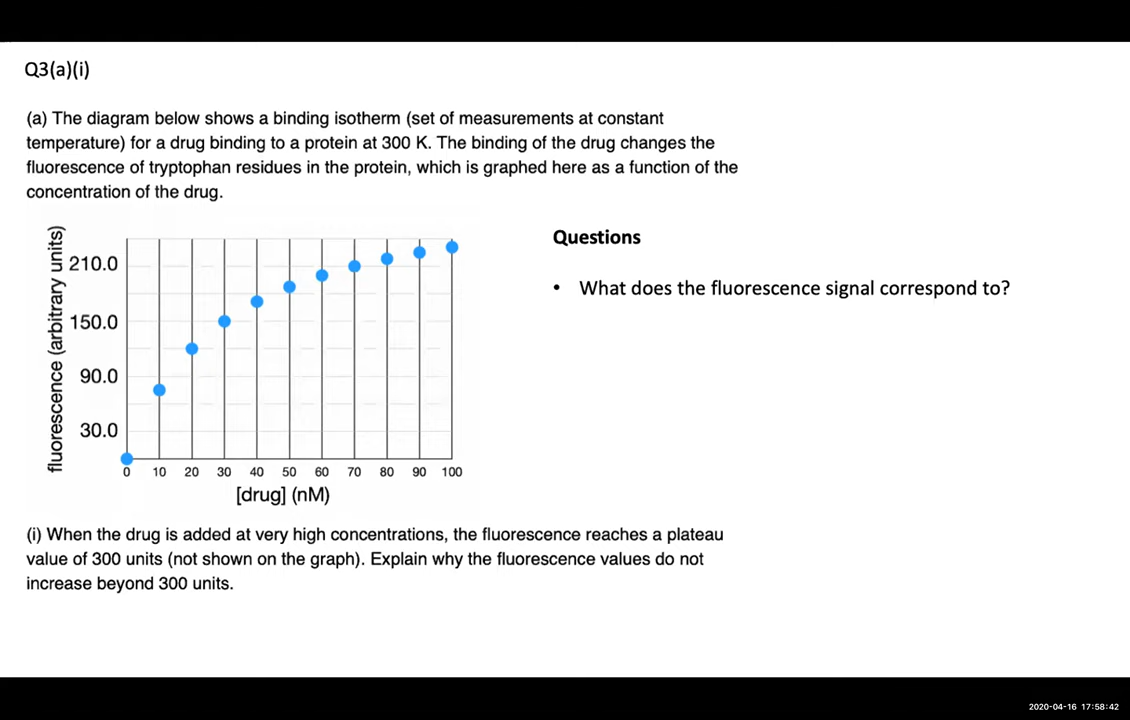 Q3(a)(i)
(a) The diagram below shows a binding isotherm (set of measurements at constant
temperature) for a drug binding to a protein at 300 K. The binding of the drug changes the
fluorescence of tryptophan residues in the protein, which is graphed here as a function of the
concentration of the drug.
fluorescence (arbitrary units)
210.0
150.0
90.0
30.0
0 10 20 30 40 50 60 70 80 90 100
[drug] (nM)
Questions
• What does the fluorescence signal correspond to?
(i) When the drug is added at very high concentrations, the fluorescence reaches a plateau
value of 300 units (not shown on the graph). Explain why the fluorescence values do not
increase beyond 300 units.
2020-04-16 17:58:42